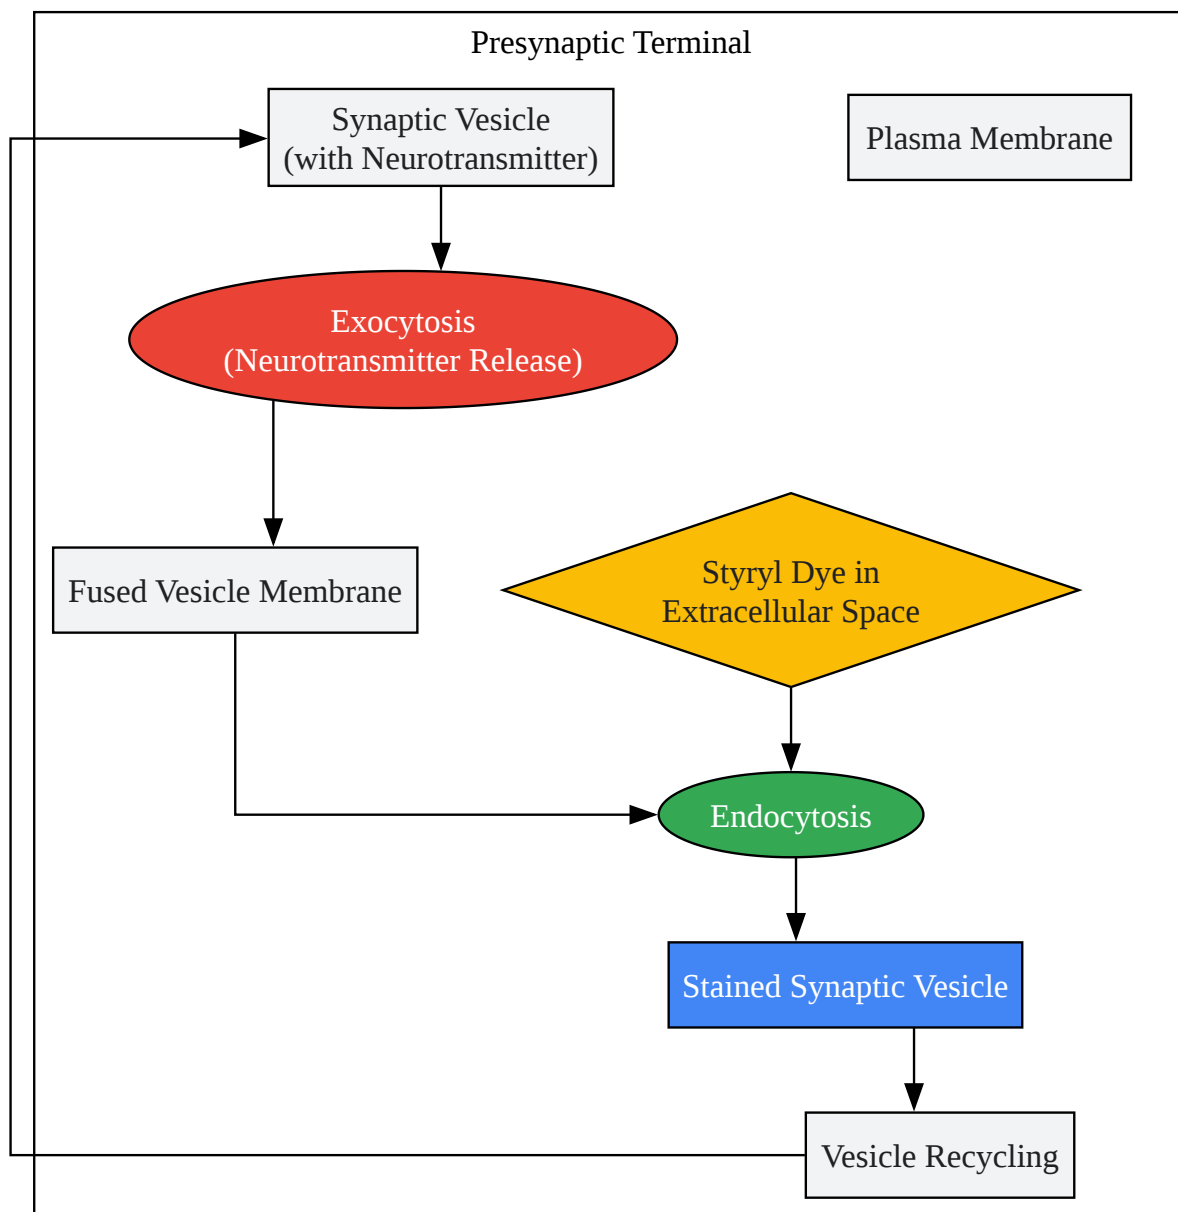 Presynaptic Terminal
Synaptic Vesicle
(with Neurotransmitter)
Plasma Membrane
Exocytosis
(Neurotransmitter Release)
Styryl Dye in
Extracellular Space
Fused Vesicle Membrane
Endocytosis
Stained Synaptic Vesicle
Vesicle Recycling